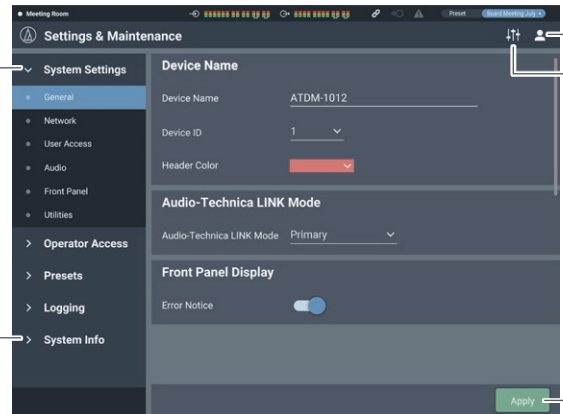 Meeting Room
Preset Board Meeting July
Settings & Maintenance
System Settings
General
Network
User Access
Audio
Front Panel
Utilities
Operator Access
Presets
Logging
System Info
Device Name
Device Name ATDM-1012
Device ID 1
Header Color
Audio-Technica LINK Mode
Audio-Technica LINK Mode Primary
Front Panel Display
Error Notice
Apply